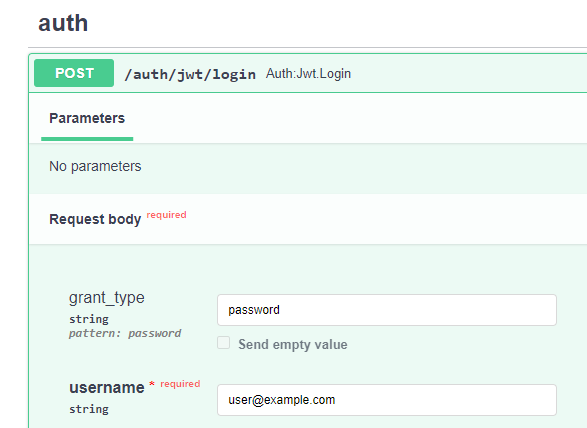 auth
POST /auth/jwt/login Auth:Jwt.Login
Parameters
No parameters
Request body required
grant_type
string
pattern: password
password
Send empty value
username * required
string
user@example.com